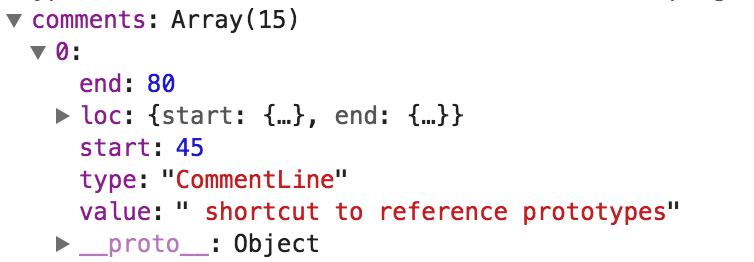 ▼ comments: Array(15)
▼ 0:
end: 80
▶ loc: {start: {…}, end: {…}}
start: 45
type: "CommentLine"
value: " shortcut to reference prototypes"
▶ __proto__: Object